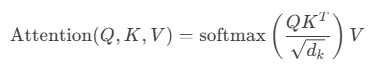 Attention(Q, K, V) = softmax(QK^T / √d_k) V